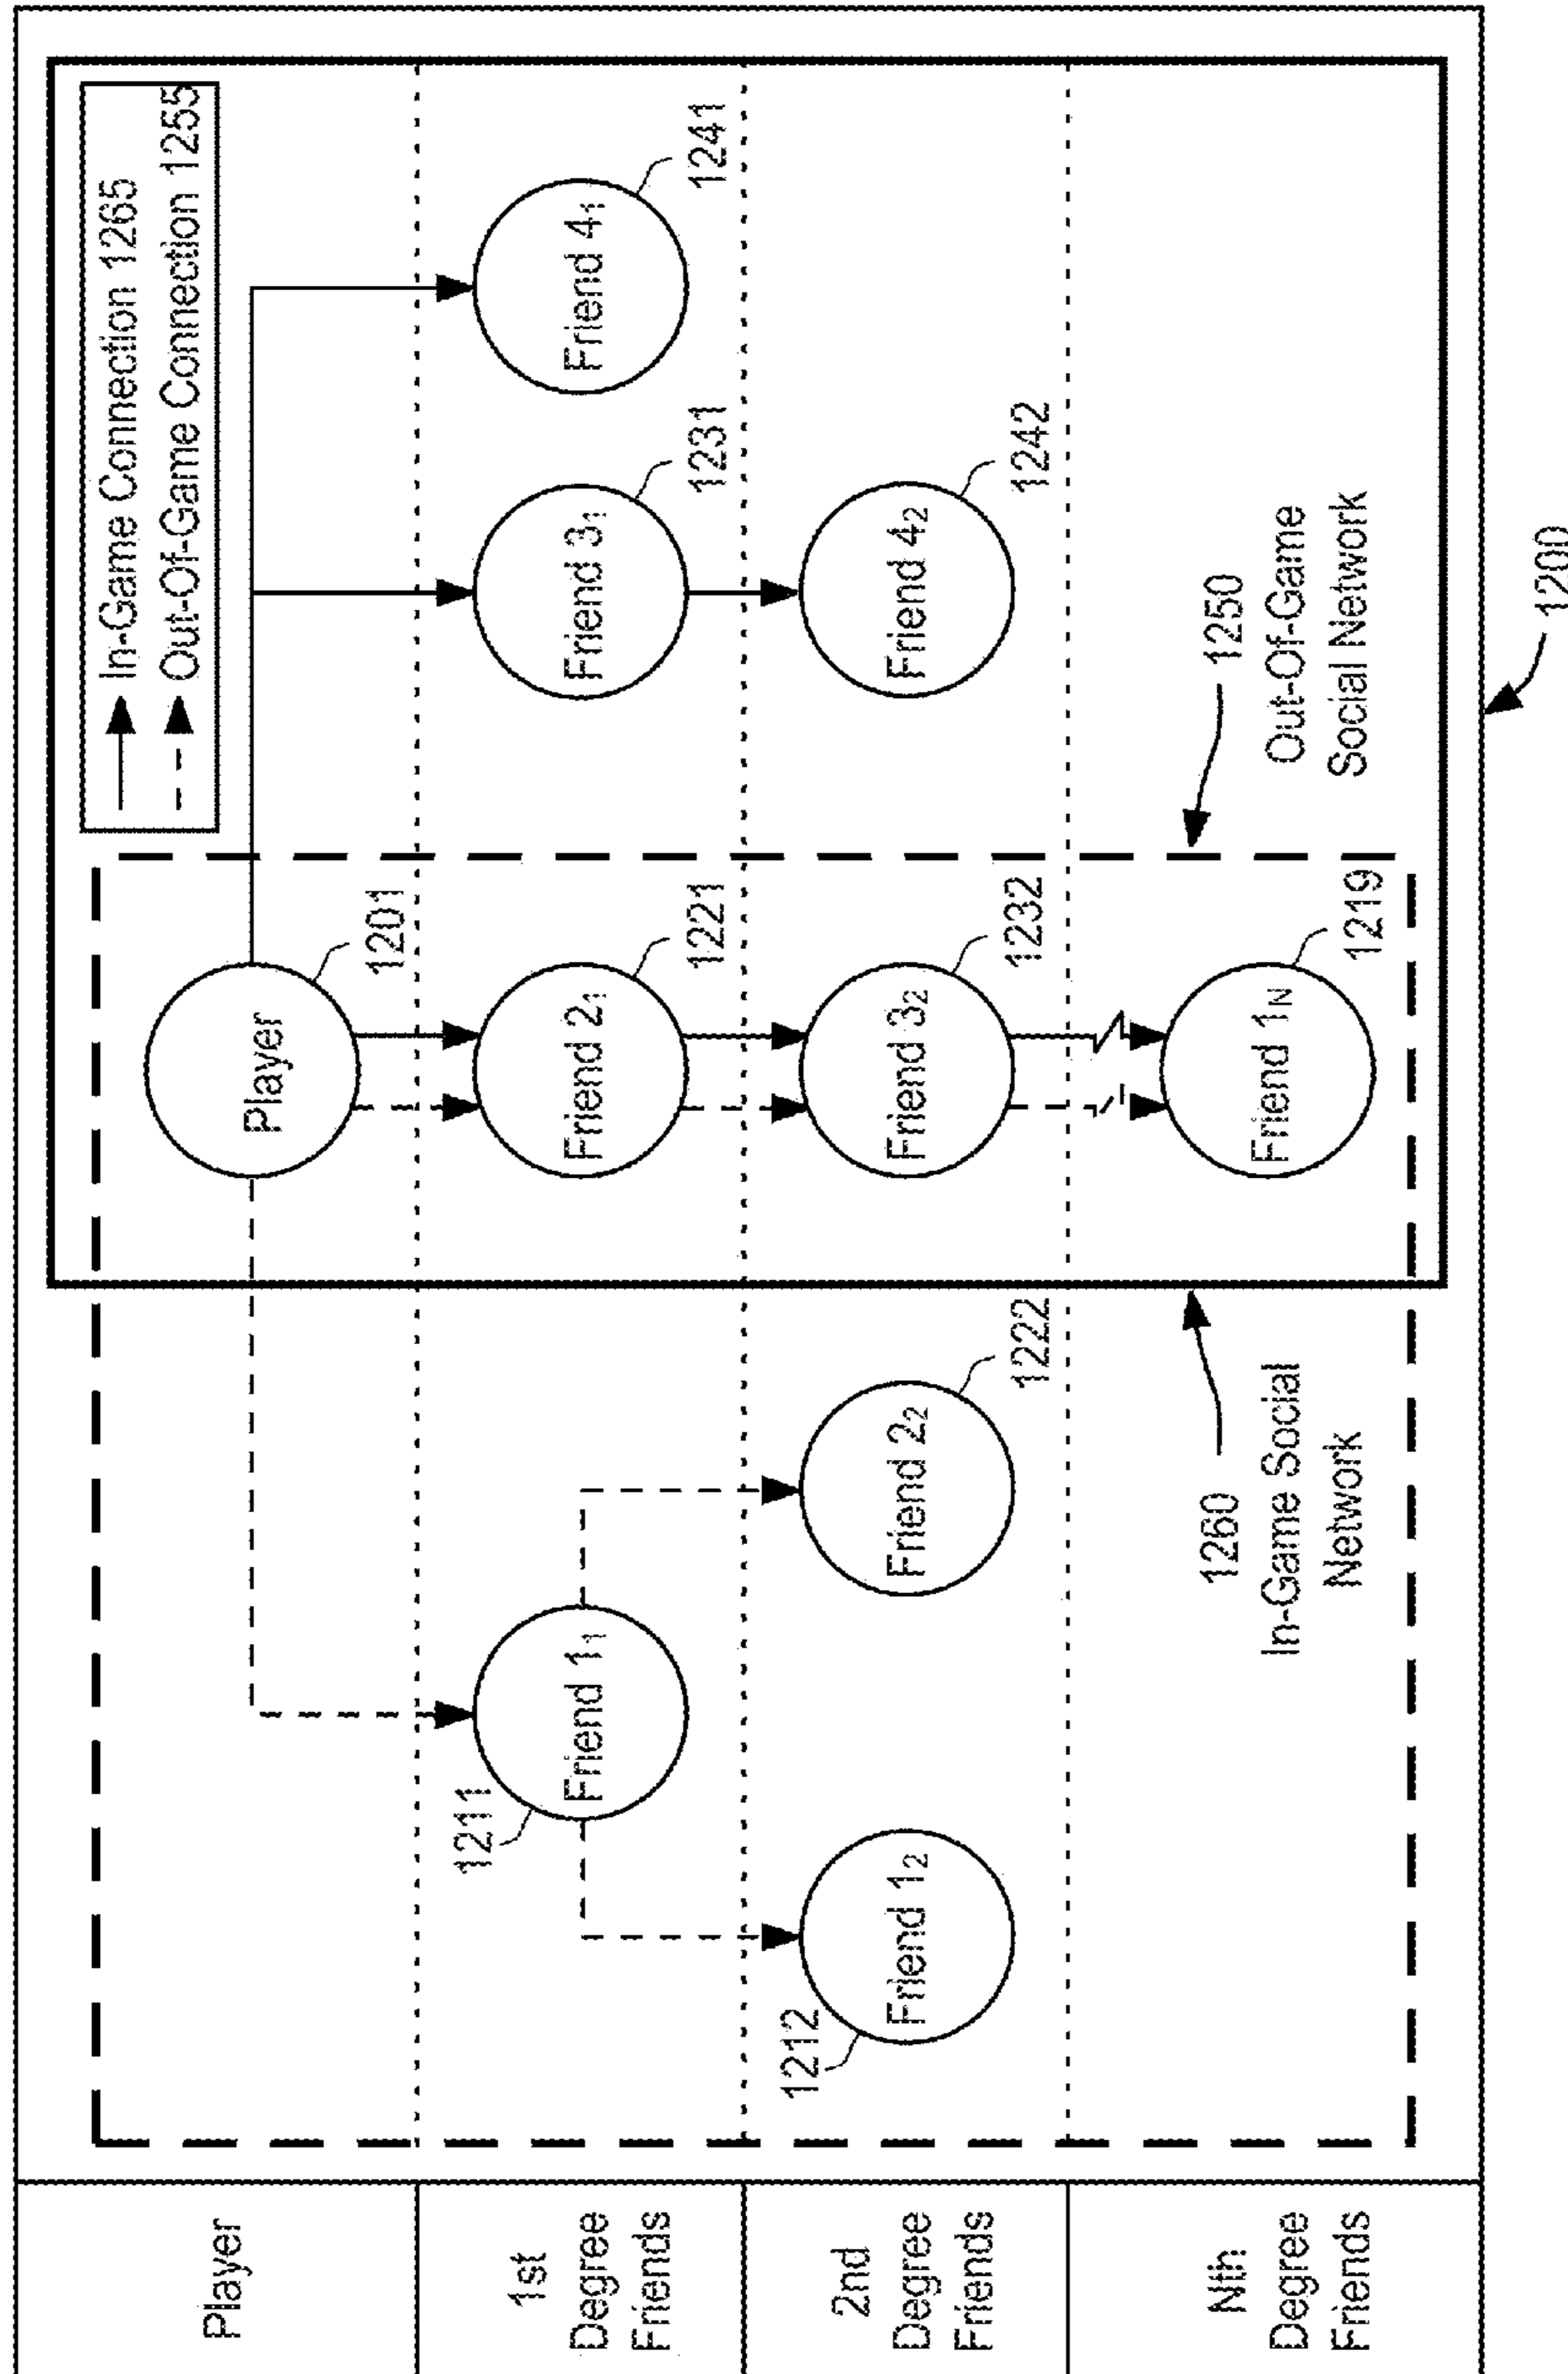 Player
1st
Degree
Friends
2nd
Degree
Friends
Nth
Degree
Friends
In-Game Connection 1265
Out-Of-Game Connection 1255
Player
1201
1211
Friend 1₁
Friend 2₁
1221
Friend 3₁
1231
Friend 4₁
1241
1212
Friend 1₂
Friend 2₂
1222
Friend 3₂
1232
Friend 4₂
1242
1260
In-Game Social
Network
Friend 1N
1219
1250
Out-Of-Game
Social Network
1200